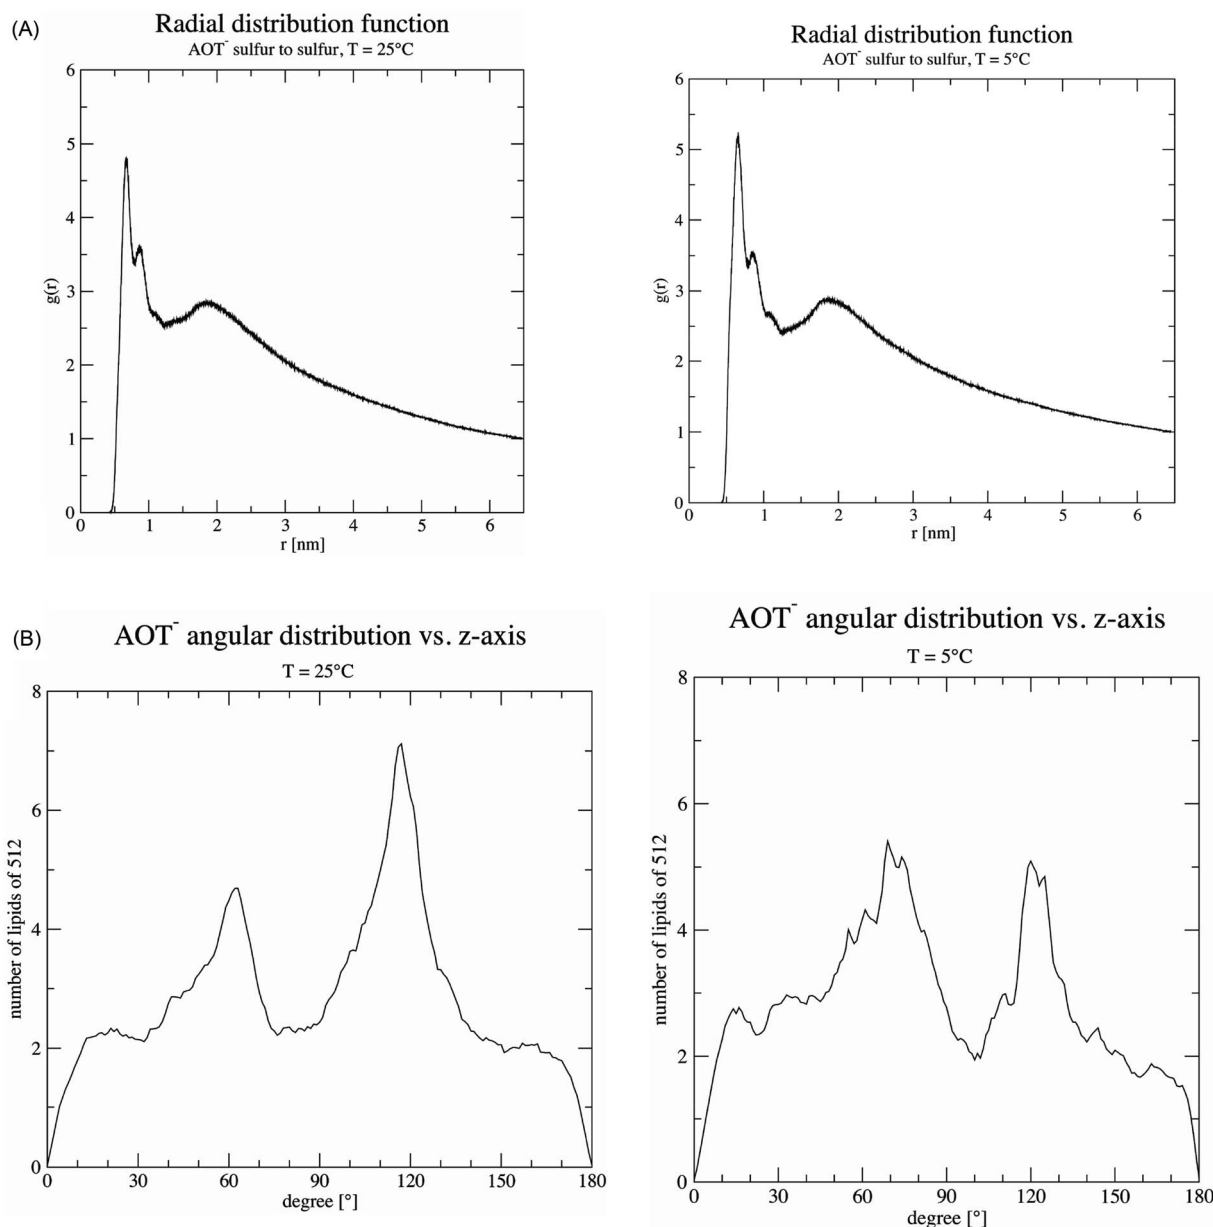 (A)
Radial distribution function
AOT⁻ sulfur to sulfur, T = 25°C
6
5
4
3
2
1
0
g(r)
0 1 2 3 4 5 6
r [nm]
Radial distribution function
AOT⁻ sulfur to sulfur, T = 5°C
6
5
4
3
2
1
0
g(r)
0 1 2 3 4 5 6
r [nm]
(B)
AOT⁻ angular distribution vs. z-axis
T = 25°C
8
6
4
2
0
number of lipids of 512
0 30 60 90 120 150 180
degree [°]
AOT⁻ angular distribution vs. z-axis
T = 5°C
8
6
4
2
0
number of lipids of 512
0 30 60 90 120 150 180
degree [°]